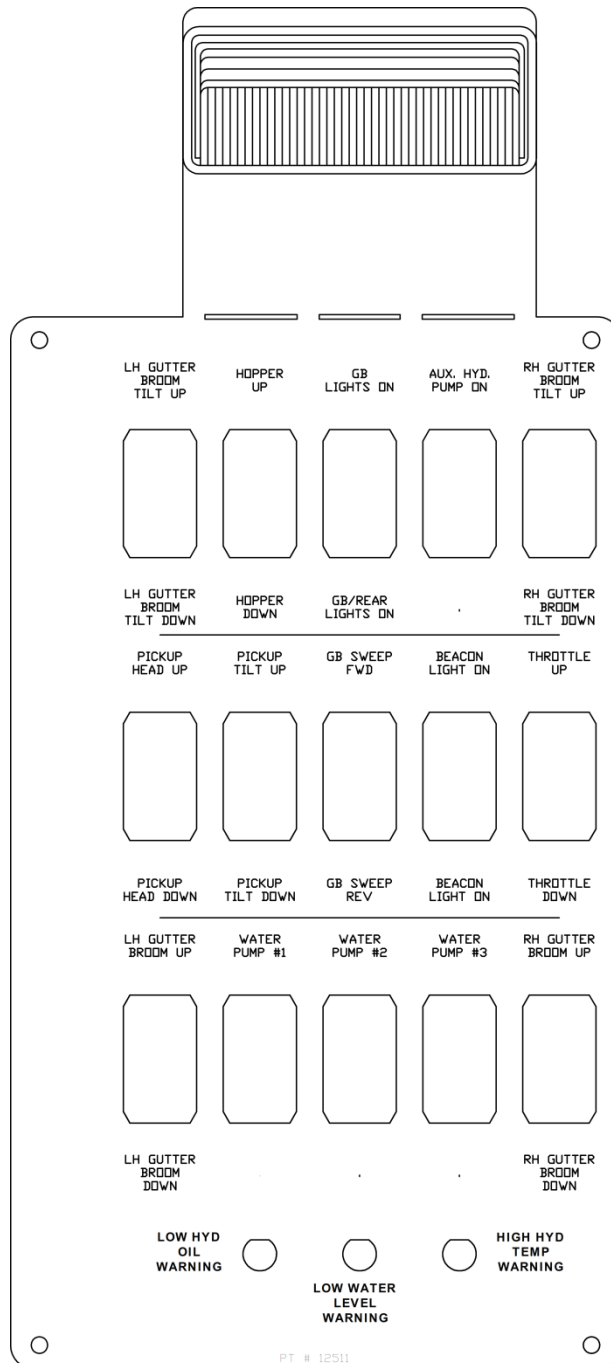 LH GUTTER
BROOM
TILT UP
HOPPER
UP
GB
LIGHTS ON
AUX. HYD.
PUMP ON
RH GUTTER
BROOM
TILT UP
LH GUTTER
BROOM
TILT DOWN
HOPPER
DOWN
GB/REAR
LIGHTS ON
.
RH GUTTER
BROOM
TILT DOWN
PICKUP
HEAD UP
PICKUP
TILT UP
GB SWEEP
FWD
BEACON
LIGHT ON
THROTTLE
UP
PICKUP
HEAD DOWN
PICKUP
TILT DOWN
GB SWEEP
REV
BEACON
LIGHT ON
THROTTLE
DOWN
LH GUTTER
BROOM UP
WATER
PUMP #1
WATER
PUMP #2
WATER
PUMP #3
RH GUTTER
BROOM UP
LH GUTTER
BROOM
DOWN
.
.
.
RH GUTTER
BROOM
DOWN
LOW HYD
OIL
WARNING
LOW WATER
LEVEL
WARNING
HIGH HYD
TEMP
WARNING
PT # 12511